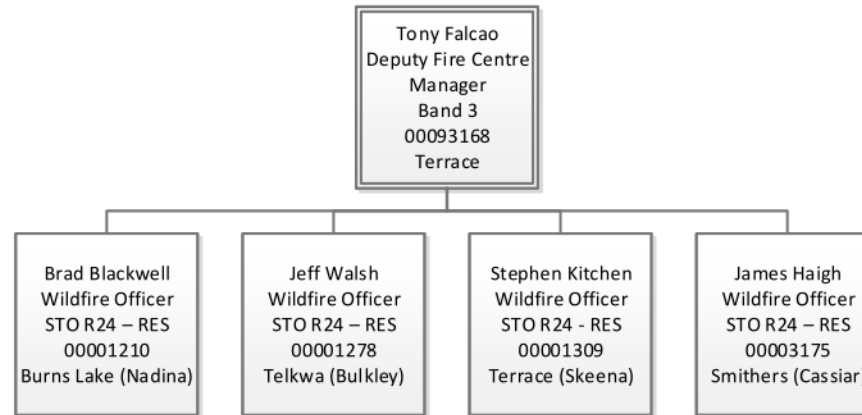 Tony Falcao
Deputy Fire Centre
Manager
Band 3
00093168
Terrace
Brad Blackwell
Wildfire Officer
STO R24 – RES
00001210
Burns Lake (Nadina)
Jeff Walsh
Wildfire Officer
STO R24 – RES
00001278
Telkwa (Bulkley)
Stephen Kitchen
Wildfire Officer
STO R24 - RES
00001309
Terrace (Skeena)
James Haigh
Wildfire Officer
STO R24 – RES
00003175
Smithers (Cassiar)